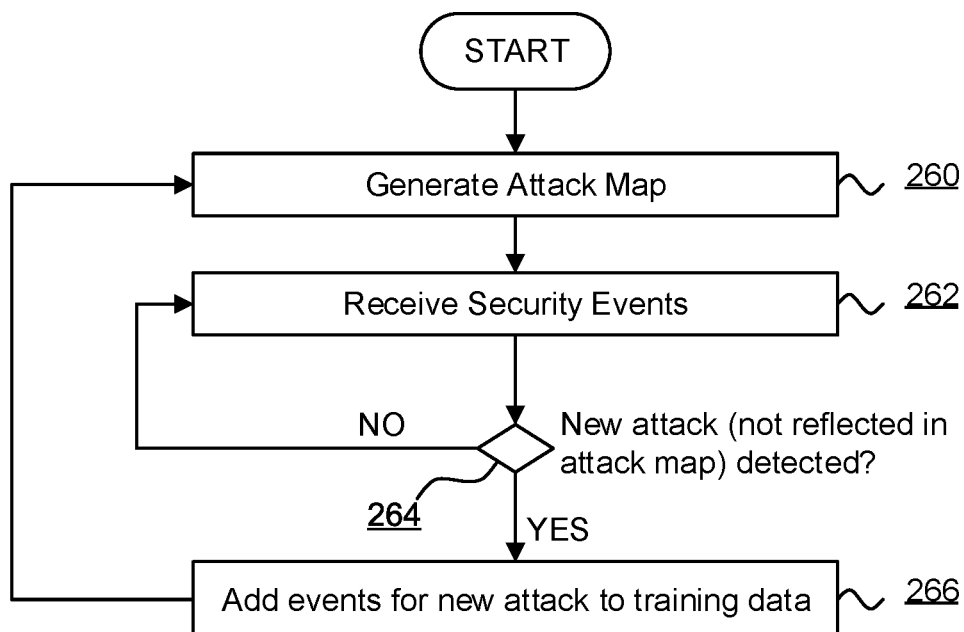 START
Generate Attack Map
260
Receive Security Events
262
NO
New attack (not reflected in
attack map) detected?
264
YES
Add events for new attack to training data
266